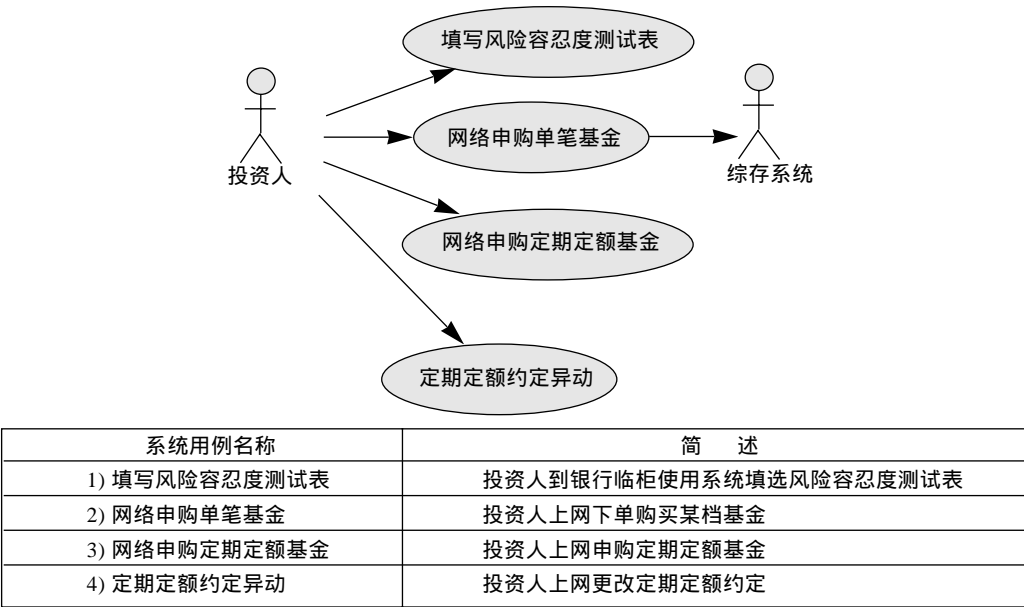 填写风险容忍度测试表
网络申购单笔基金
投资人
综存系统
网络申购定期定额基金
定期定额约定异动
系统用例名称 简 述
1) 填写风险容忍度测试表 投资人到银行临柜使用系统填选风险容忍度测试表
2) 网络申购单笔基金 投资人上网下单购买某档基金
3) 网络申购定期定额基金 投资人上网申购定期定额基金
4) 定期定额约定异动 投资人上网更改定期定额约定